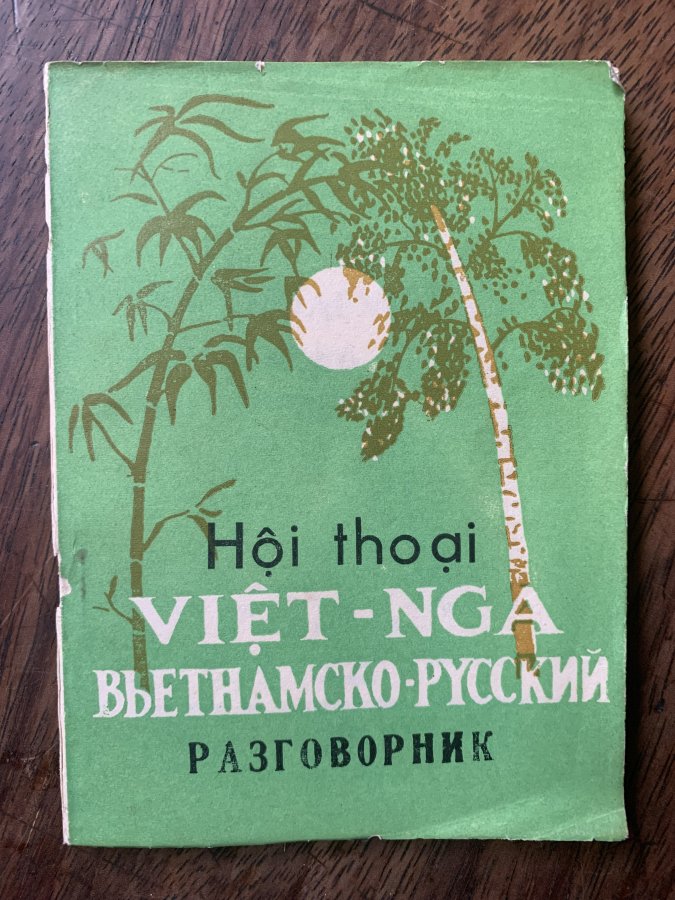 Hội thoại
VIỆT-NGA
ВЬЕТНАМСКО-РУССКИЙ
РАЗГОВОРНИК